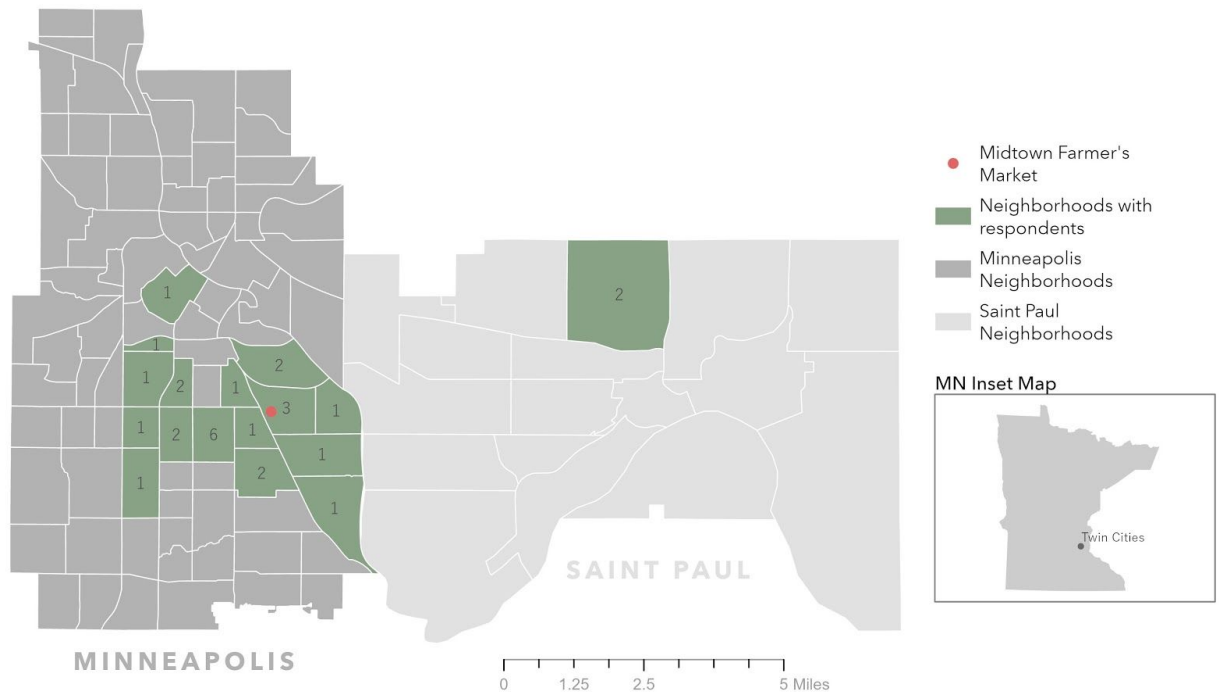 Midtown Farmer's
Market
Neighborhoods with
respondents
Minneapolis
Neighborhoods
Saint Paul
Neighborhoods
MN Inset Map
Twin Cities
1
2
1
1
2
2
1
3
1
1
2
6
1
1
1
2
1
SAINT PAUL
MINNEAPOLIS
0 1.25 2.5 5 Miles